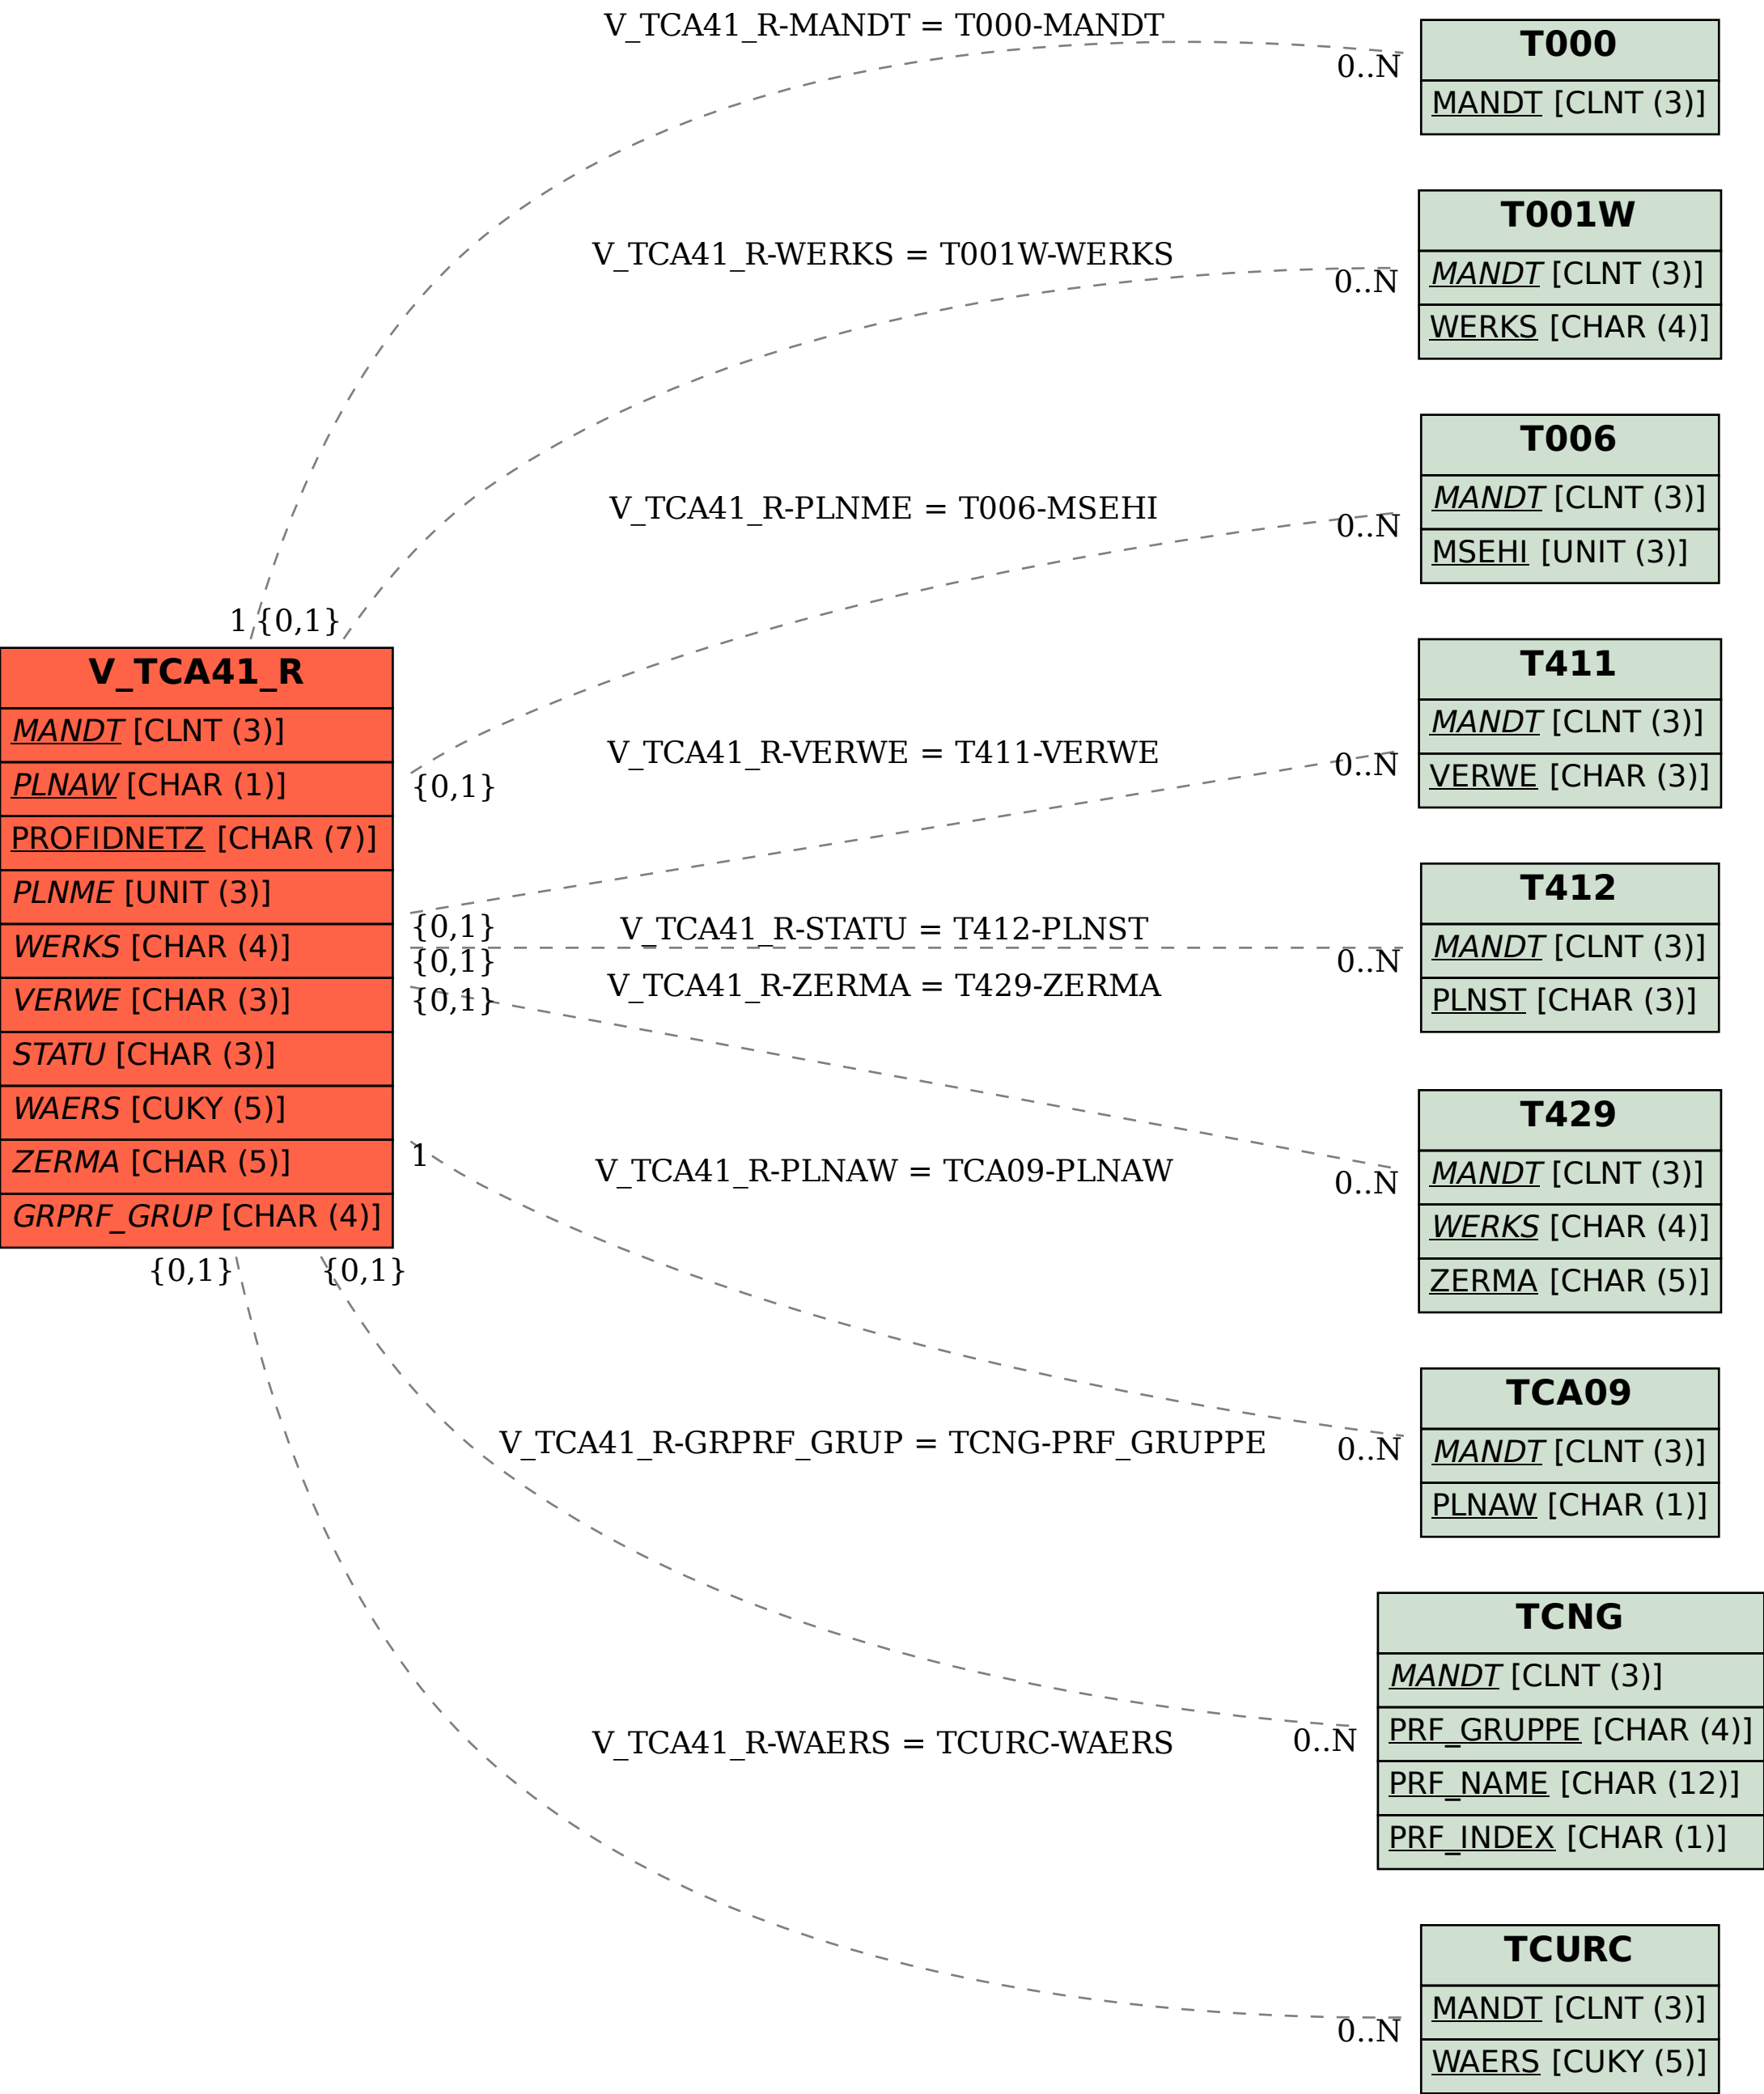 V_TCA41_R-MANDT = T000-MANDT
0..N
T000
MANDT [CLNT (3)]
V_TCA41_R-WERKS = T001W-WERKS
0..N
T001W
MANDT [CLNT (3)]
WERKS [CHAR (4)]
V_TCA41_R-PLNME = T006-MSEHI
0..N
T006
MANDT [CLNT (3)]
MSEHI [UNIT (3)]
1 {0,1}
V_TCA41_R
MANDT [CLNT (3)]
PLNAW [CHAR (1)]
PROFIDNETZ [CHAR (7)]
PLNME [UNIT (3)]
WERKS [CHAR (4)]
VERWE [CHAR (3)]
STATU [CHAR (3)]
WAERS [CUKY (5)]
ZERMA [CHAR (5)]
GRPRF_GRUP [CHAR (4)]
{0,1}
V_TCA41_R-VERWE = T411-VERWE
0..N
T411
MANDT [CLNT (3)]
VERWE [CHAR (3)]
{0,1}
V_TCA41_R-STATU = T412-PLNST
{0,1}
0..N
T412
MANDT [CLNT (3)]
PLNST [CHAR (3)]
V_TCA41_R-ZERMA = T429-ZERMA
{0,1}
0..N
T429
MANDT [CLNT (3)]
WERKS [CHAR (4)]
ZERMA [CHAR (5)]
1
V_TCA41_R-PLNAW = TCA09-PLNAW
0..N
TCA09
MANDT [CLNT (3)]
PLNAW [CHAR (1)]
{0,1} {0,1}
V_TCA41_R-GRPRF_GRUP = TCNG-PRF_GRUPPE
0..N
TCNG
MANDT [CLNT (3)]
PRF_GRUPPE [CHAR (4)]
PRF_NAME [CHAR (12)]
PRF_INDEX [CHAR (1)]
V_TCA41_R-WAERS = TCURC-WAERS
0..N
TCURC
MANDT [CLNT (3)]
WAERS [CUKY (5)]